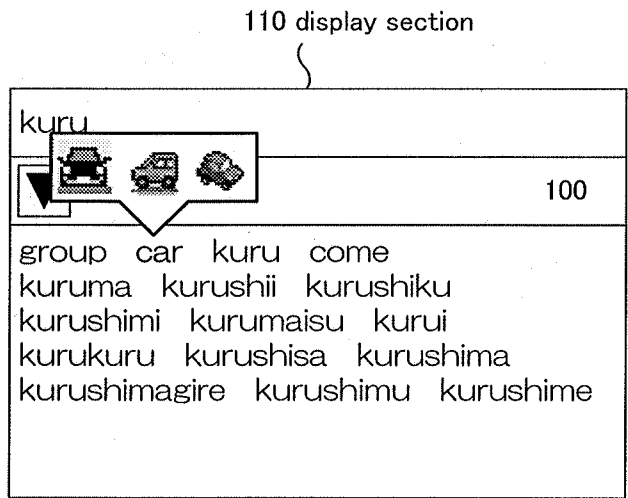 110 display section
kuru
100
group car kuru come
kuruma kurushii kurushiku
kurushimi kurumaisu kurui
kurukuru kurushisa kurushima
kurushimagire kurushimu kurushime